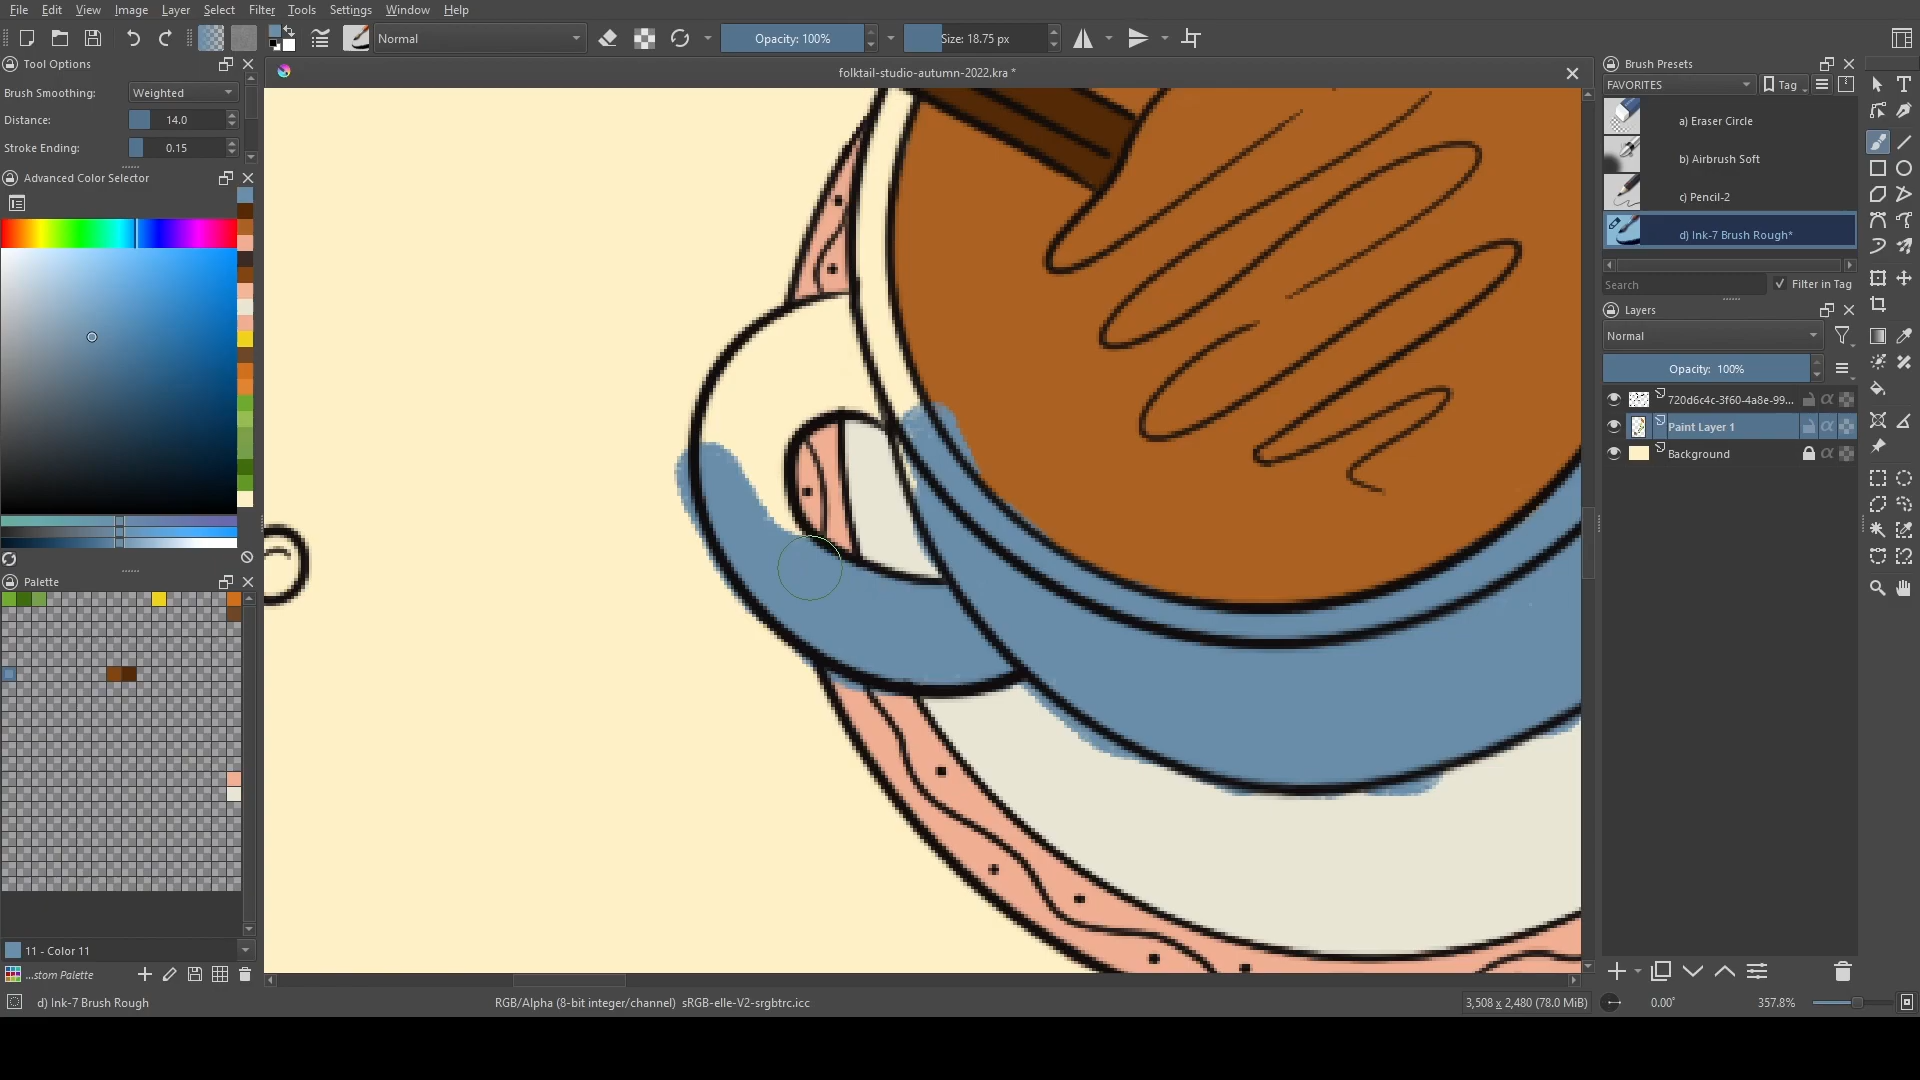 File Edit View Image Layer Select Filter Tools Settings Window Help
Normal Opacity: 100% Size: 18.75 px
Tool Options
folktail-studio-autumn-2022.kra *
Brush Smoothing: Weighted
Distance: 14.0
Stroke Ending: 0.15
Advanced Color Selector
Palette
11 - Color 11
...stom Palette
d) Ink-7 Brush Rough
RGB/Alpha (8-bit integer/channel) sRGB-elle-V2-srgbtrc.icc
3,508 x 2,480 (78.0 MiB)
0.00°
357.8%
Brush Presets
FAVORITES Tag
a) Eraser Circle
b) Airbrush Soft
c) Pencil-2
d) Ink-7 Brush Rough*
Search Filter in Tag
Layers
Normal
Opacity: 100%
720d6c4c-3f60-4a8e-99...
Paint Layer 1
Background